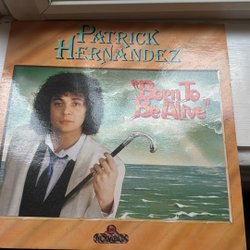 PATRICK
HERNANDEZ
"Born To
Be Alive"